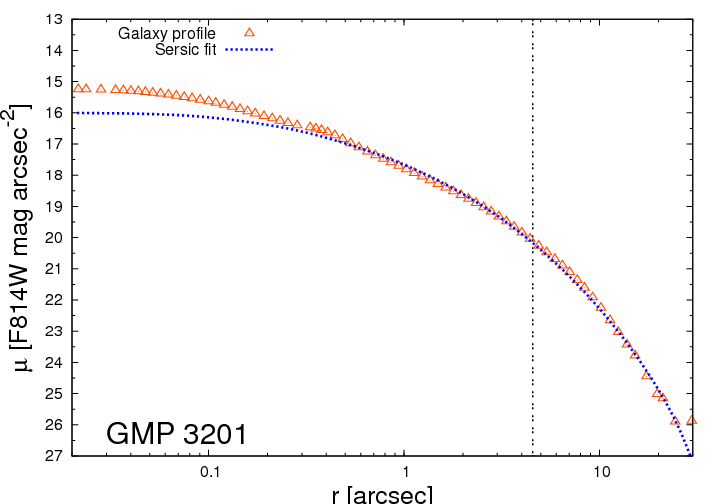 13
14
15
16
17
18
19
20
21
22
23
24
25
26
27
μ [F814W mag arcsec-2]
Galaxy profile
Sersic fit
GMP 3201
0.1 1 10
r [arcsec]